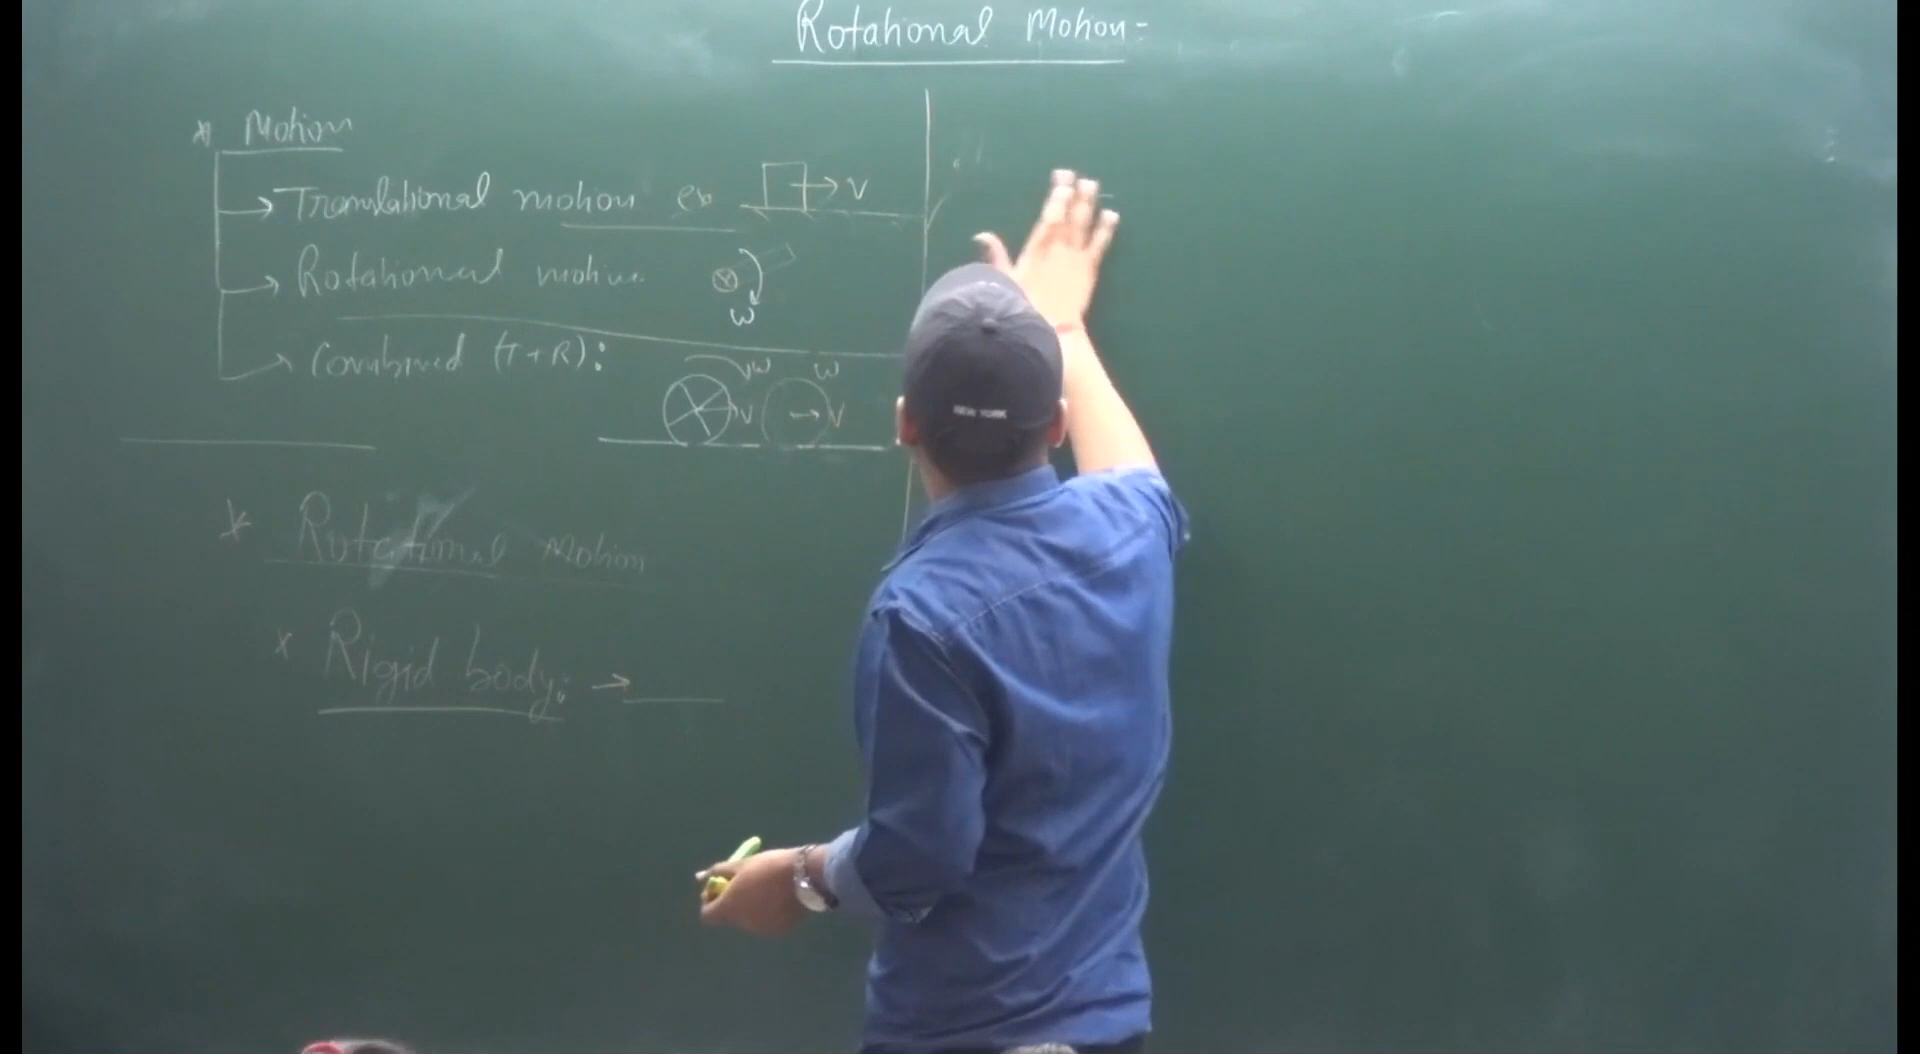 Rotational Motion:-
* Motion
→ Translational motion ex → V
→ Rotational motion
ω
→ Combined (T+R):
ω ω
V → V
* Rotational Motion
* Rigid body: →
NEW YORK